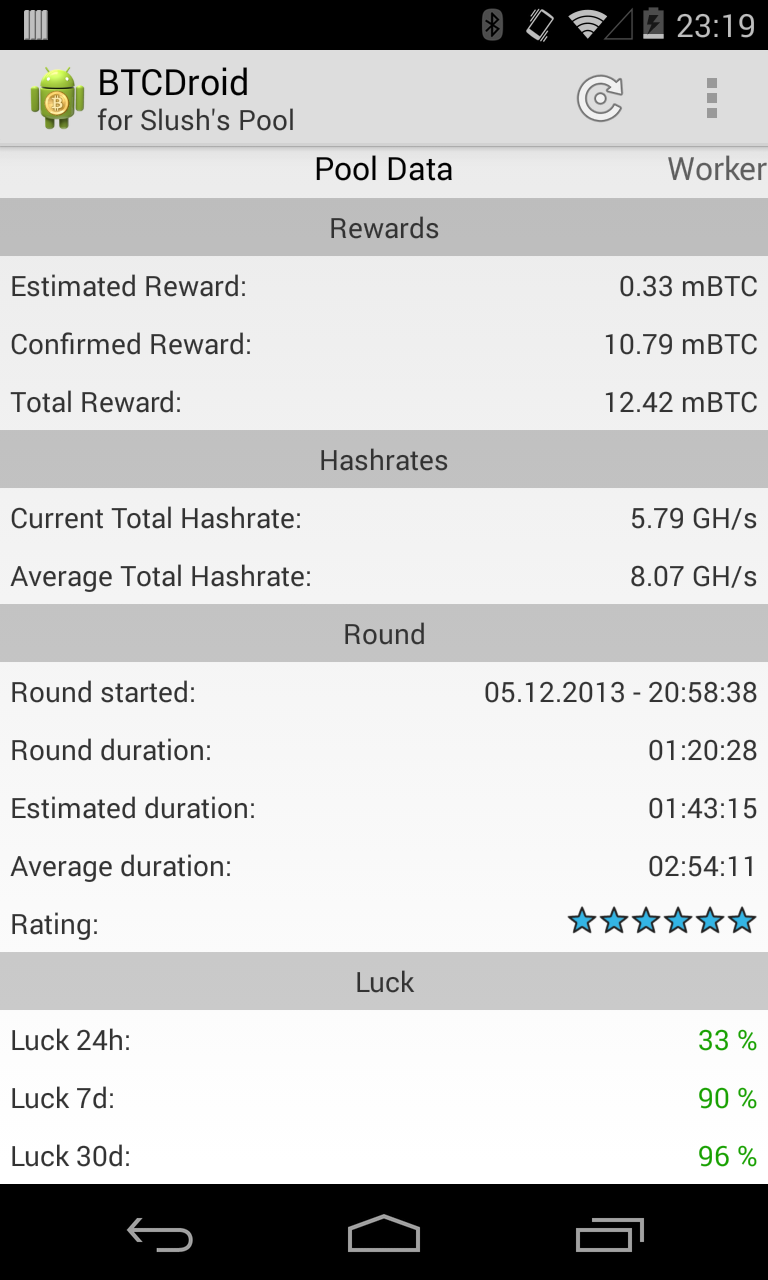 23:19
BTCDroid
for Slush's Pool
Pool Data Worker
Rewards
Estimated Reward: 0.33 mBTC
Confirmed Reward: 10.79 mBTC
Total Reward: 12.42 mBTC
Hashrates
Current Total Hashrate: 5.79 GH/s
Average Total Hashrate: 8.07 GH/s
Round
Round started: 05.12.2013 - 20:58:38
Round duration: 01:20:28
Estimated duration: 01:43:15
Average duration: 02:54:11
Rating:
Luck
Luck 24h: 33 %
Luck 7d: 90 %
Luck 30d: 96 %